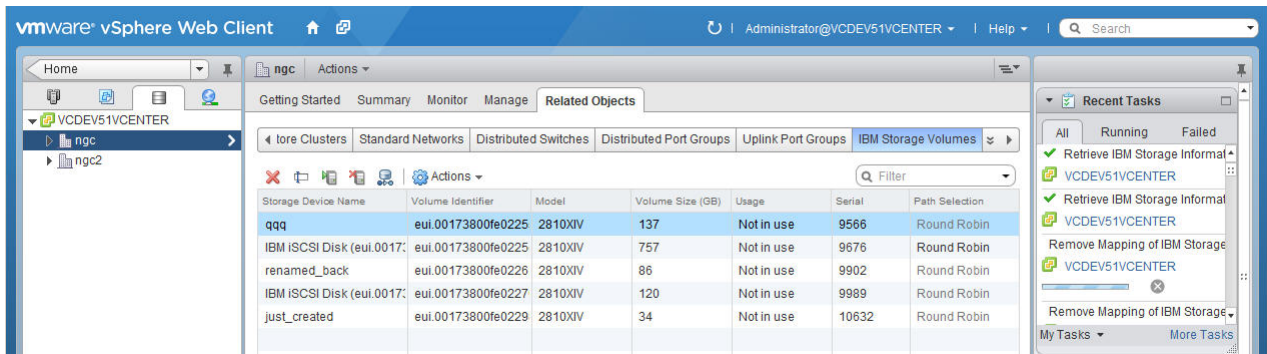 vmware® vSphere Web Client
Administrator@VCDEV51VCENTER
Help
Search
Home
VCDEV51VCENTER
ngc
ngc2
ngc Actions
Getting Started Summary Monitor Manage Related Objects
tore Clusters Standard Networks Distributed Switches Distributed Port Groups Uplink Port Groups IBM Storage Volumes
Actions
Filter
Storage Device Name Volume Identifier Model Volume Size (GB) Usage Serial Path Selection
qqq eui.00173800fe0225 2810XIV 137 Not in use 9566 Round Robin
IBM iSCSI Disk (eui.0017 eui.00173800fe0225 2810XIV 757 Not in use 9676 Round Robin
renamed_back eui.00173800fe0226 2810XIV 86 Not in use 9902 Round Robin
IBM iSCSI Disk (eui.0017 eui.00173800fe0227 2810XIV 120 Not in use 9989 Round Robin
just_created eui.00173800fe0229 2810XIV 34 Not in use 10632 Round Robin
Recent Tasks
All Running Failed
Retrieve IBM Storage Informat
VCDEV51VCENTER
Retrieve IBM Storage Informat
VCDEV51VCENTER
Remove Mapping of IBM Storage
VCDEV51VCENTER
Remove Mapping of IBM Storage
My Tasks More Tasks